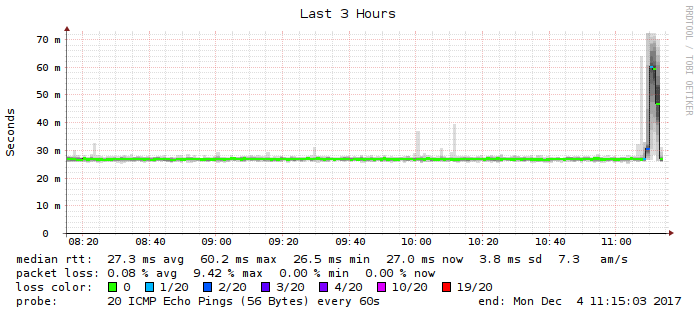 Last 3 Hours
RRDTOOL / TOBI OETIKER
Seconds
70 m
60 m
50 m
40 m
30 m
20 m
10 m
0
08:20 08:40 09:00 09:20 09:40 10:00 10:20 10:40 11:00
median rtt: 27.3 ms avg 60.2 ms max 26.5 ms min 27.0 ms now 3.8 ms sd 7.3 am/s
packet loss: 0.08 % avg 9.42 % max 0.00 % min 0.00 % now
loss color: 0 1/20 2/20 3/20 4/20 10/20 19/20
probe: 20 ICMP Echo Pings (56 Bytes) every 60s end: Mon Dec 4 11:15:03 2017